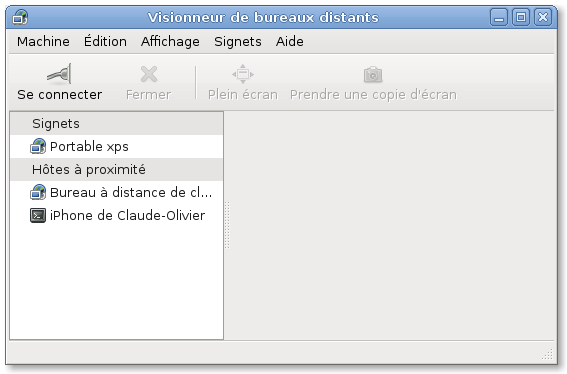 Visionneur de bureaux distants
Machine Édition Affichage Signets Aide
Se connecter Fermer Plein écran Prendre une copie d'écran
Signets
Portable xps
Hôtes à proximité
Bureau à distance de cl...
iPhone de Claude-Olivier